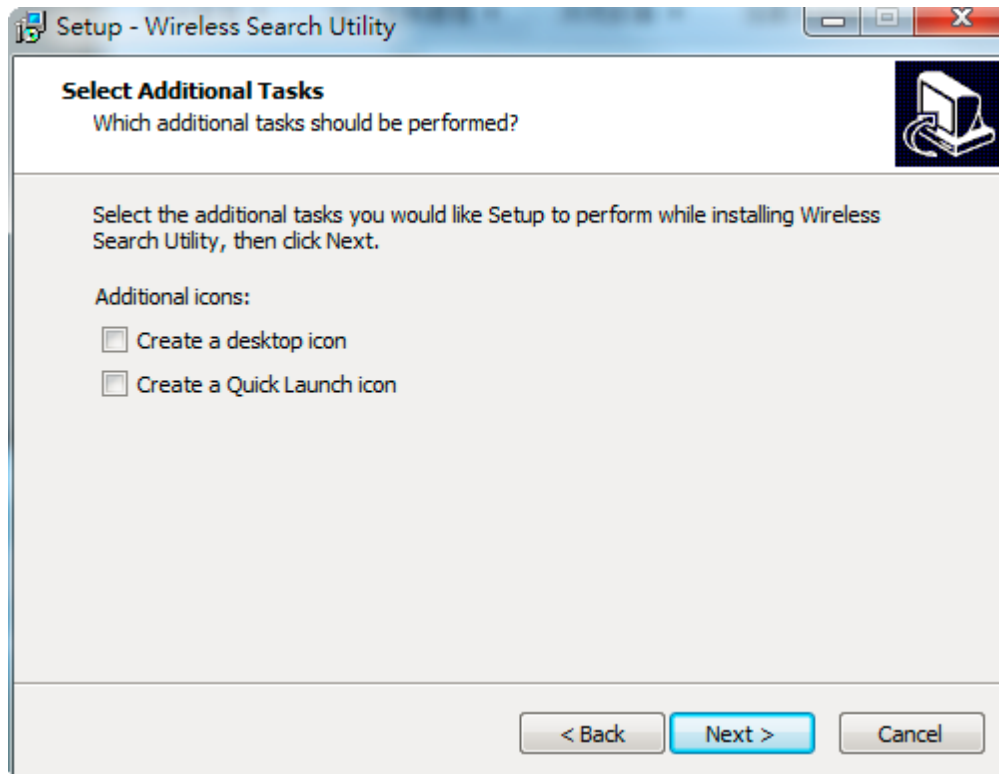 Setup - Wireless Search Utility
Select Additional Tasks
Which additional tasks should be performed?
Select the additional tasks you would like Setup to perform while installing Wireless
Search Utility, then click Next.
Additional icons:
Create a desktop icon
Create a Quick Launch icon
< Back
Next >
Cancel